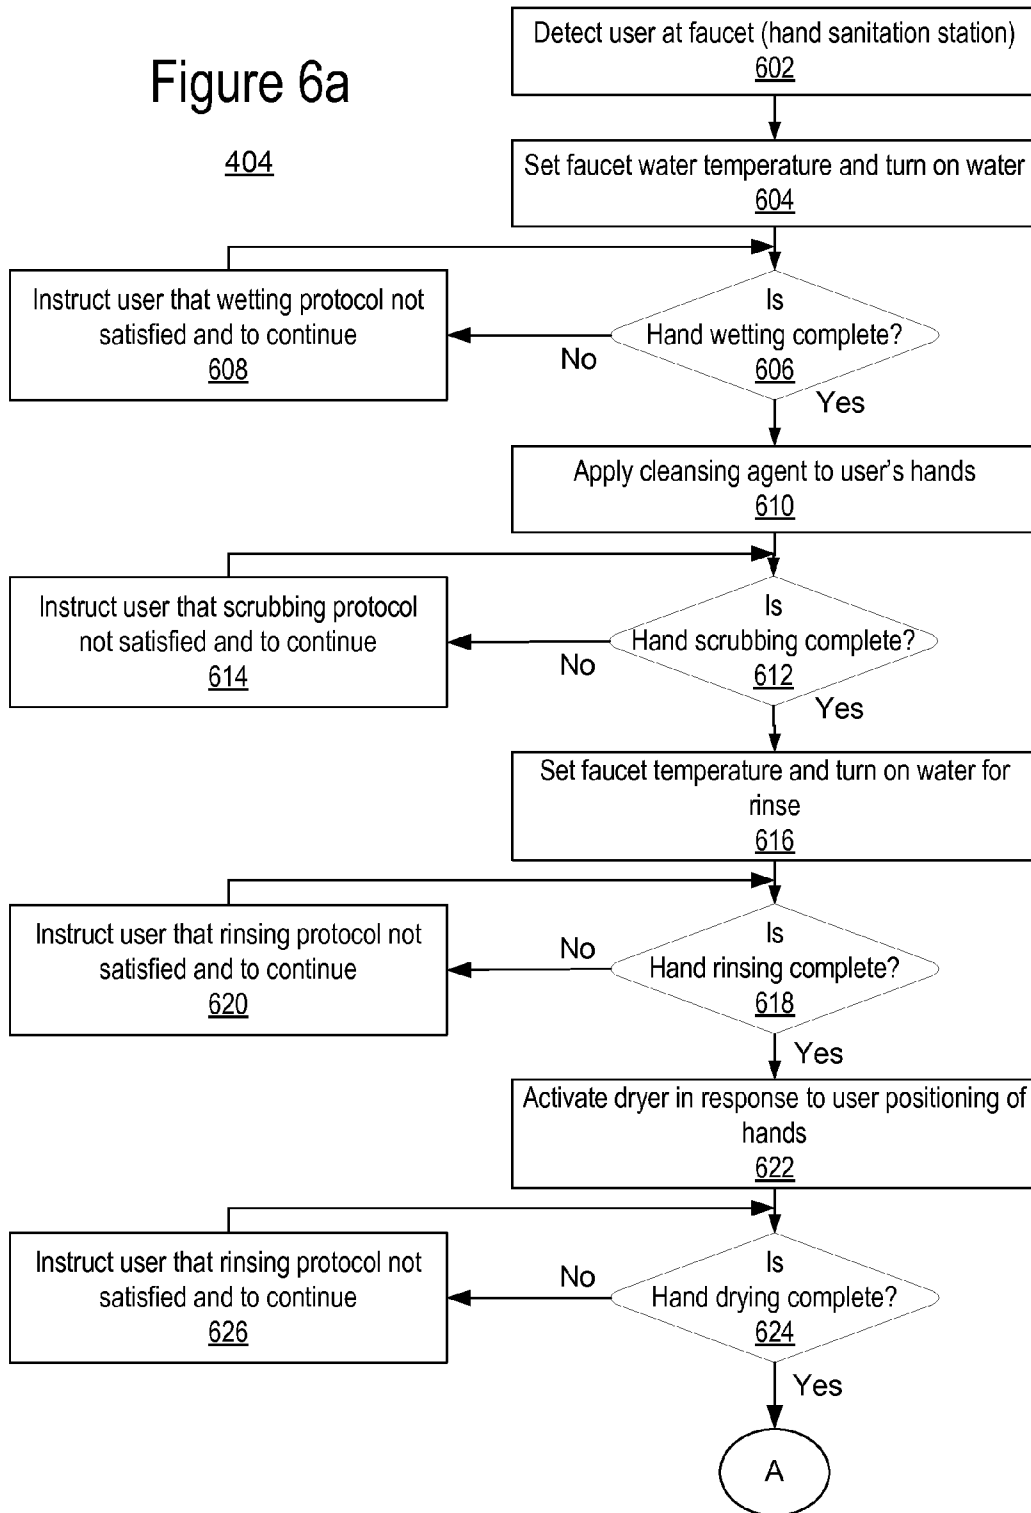 Figure 6a
404
Detect user at faucet (hand sanitation station)
602
Set faucet water temperature and turn on water
604
Is
Hand wetting complete?
606
No
Yes
Instruct user that wetting protocol not
satisfied and to continue
608
Apply cleansing agent to user’s hands
610
Is
Hand scrubbing complete?
612
No
Yes
Instruct user that scrubbing protocol
not satisfied and to continue
614
Set faucet temperature and turn on water for
rinse
616
Is
Hand rinsing complete?
618
No
Yes
Instruct user that rinsing protocol not
satisfied and to continue
620
Activate dryer in response to user positioning of
hands
622
Is
Hand drying complete?
624
No
Yes
Instruct user that rinsing protocol not
satisfied and to continue
626
A